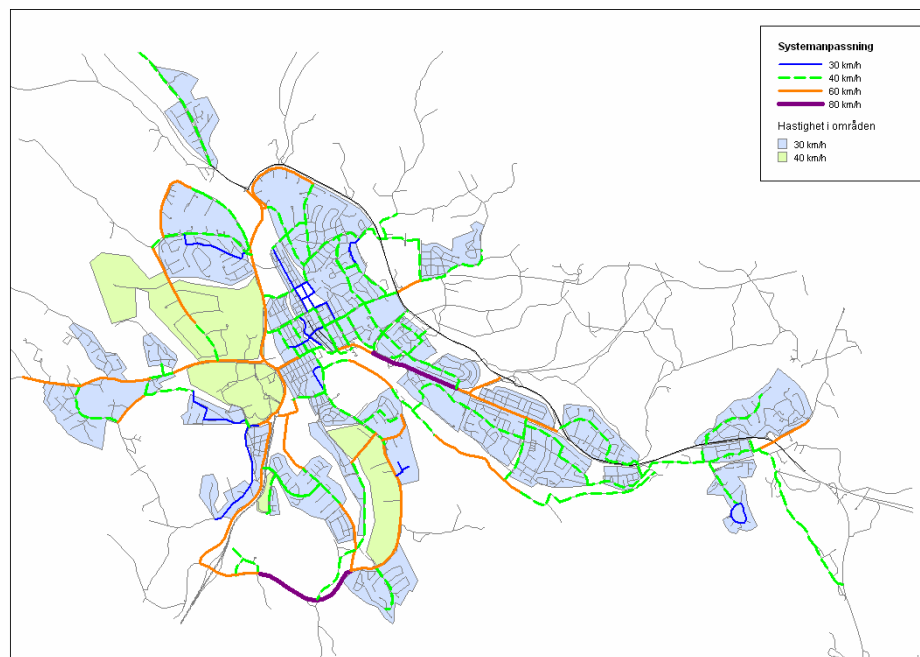 Systemanpassning
30 km/h
40 km/h
60 km/h
80 km/h
Hastighet i områden
30 km/h
40 km/h